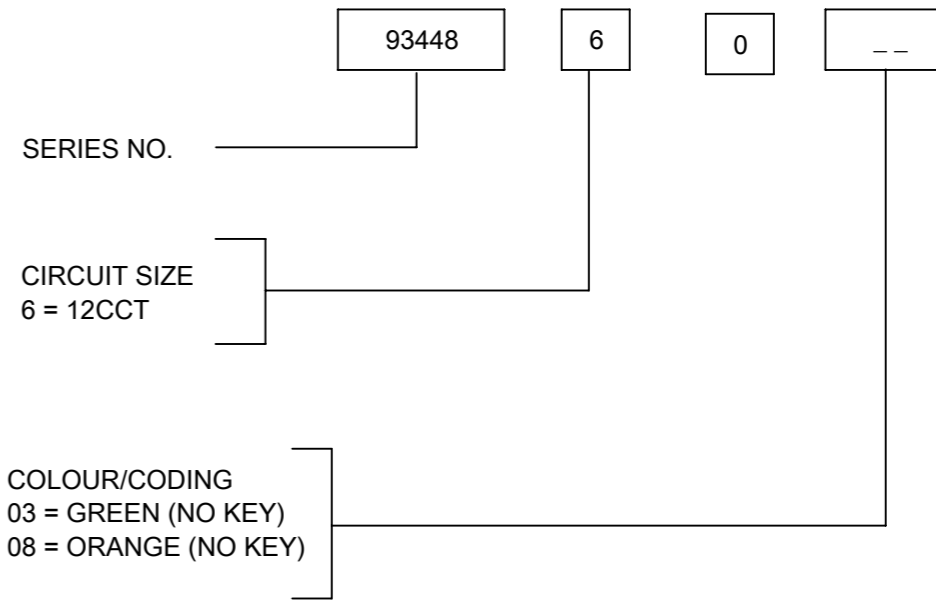 93448 6 0 _ _
SERIES NO.
CIRCUIT SIZE
6 = 12CCT
COLOUR/CODING
03 = GREEN (NO KEY)
08 = ORANGE (NO KEY)